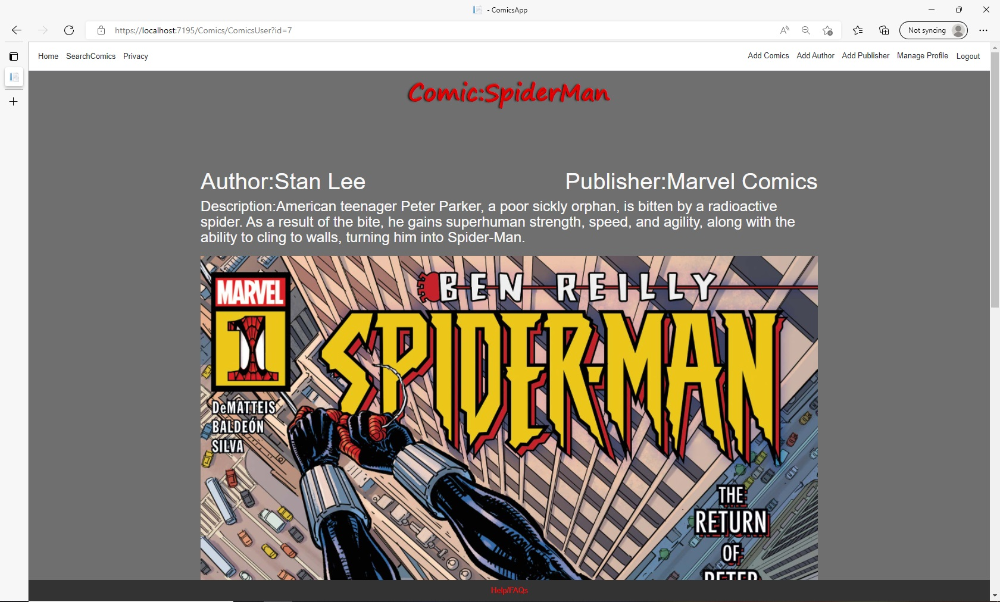 - ComicsApp
https://localhost:7195/Comics/ComicsUser?id=7
Not syncing
Home SearchComics Privacy
Add Comics Add Author Add Publisher Manage Profile Logout
Comic:SpiderMan
Author:Stan Lee
Publisher:Marvel Comics
Description:American teenager Peter Parker, a poor sickly orphan, is bitten by a radioactive
spider. As a result of the bite, he gains superhuman strength, speed, and agility, along with the
ability to cling to walls, turning him into Spider-Man.
MARVEL
1
BEN REILLY
SPIDER-MAN
DeMATTEIS
BALDEÓN
SILVA
THE
RETURN
OF
PETER
Help/FAQs